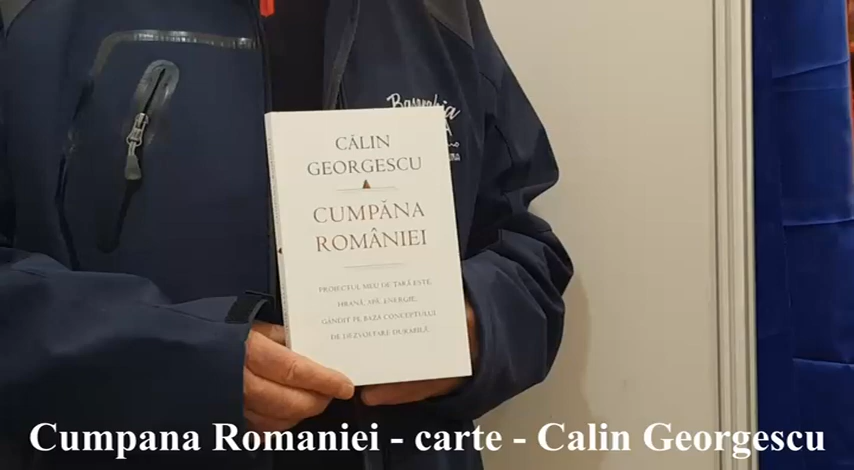 CĂLIN
GEORGESCU
CUMPĂNA
ROMÂNIEI
PROIECTUL MEU DE ȚARĂ ESTE
HRANĂ, APĂ, ENERGIE,
GÂNDIT PE BAZA CONCEPTULUI
DE DEZVOLTARE DURABILĂ
Cumpana Romaniei - carte - Calin Georgescu